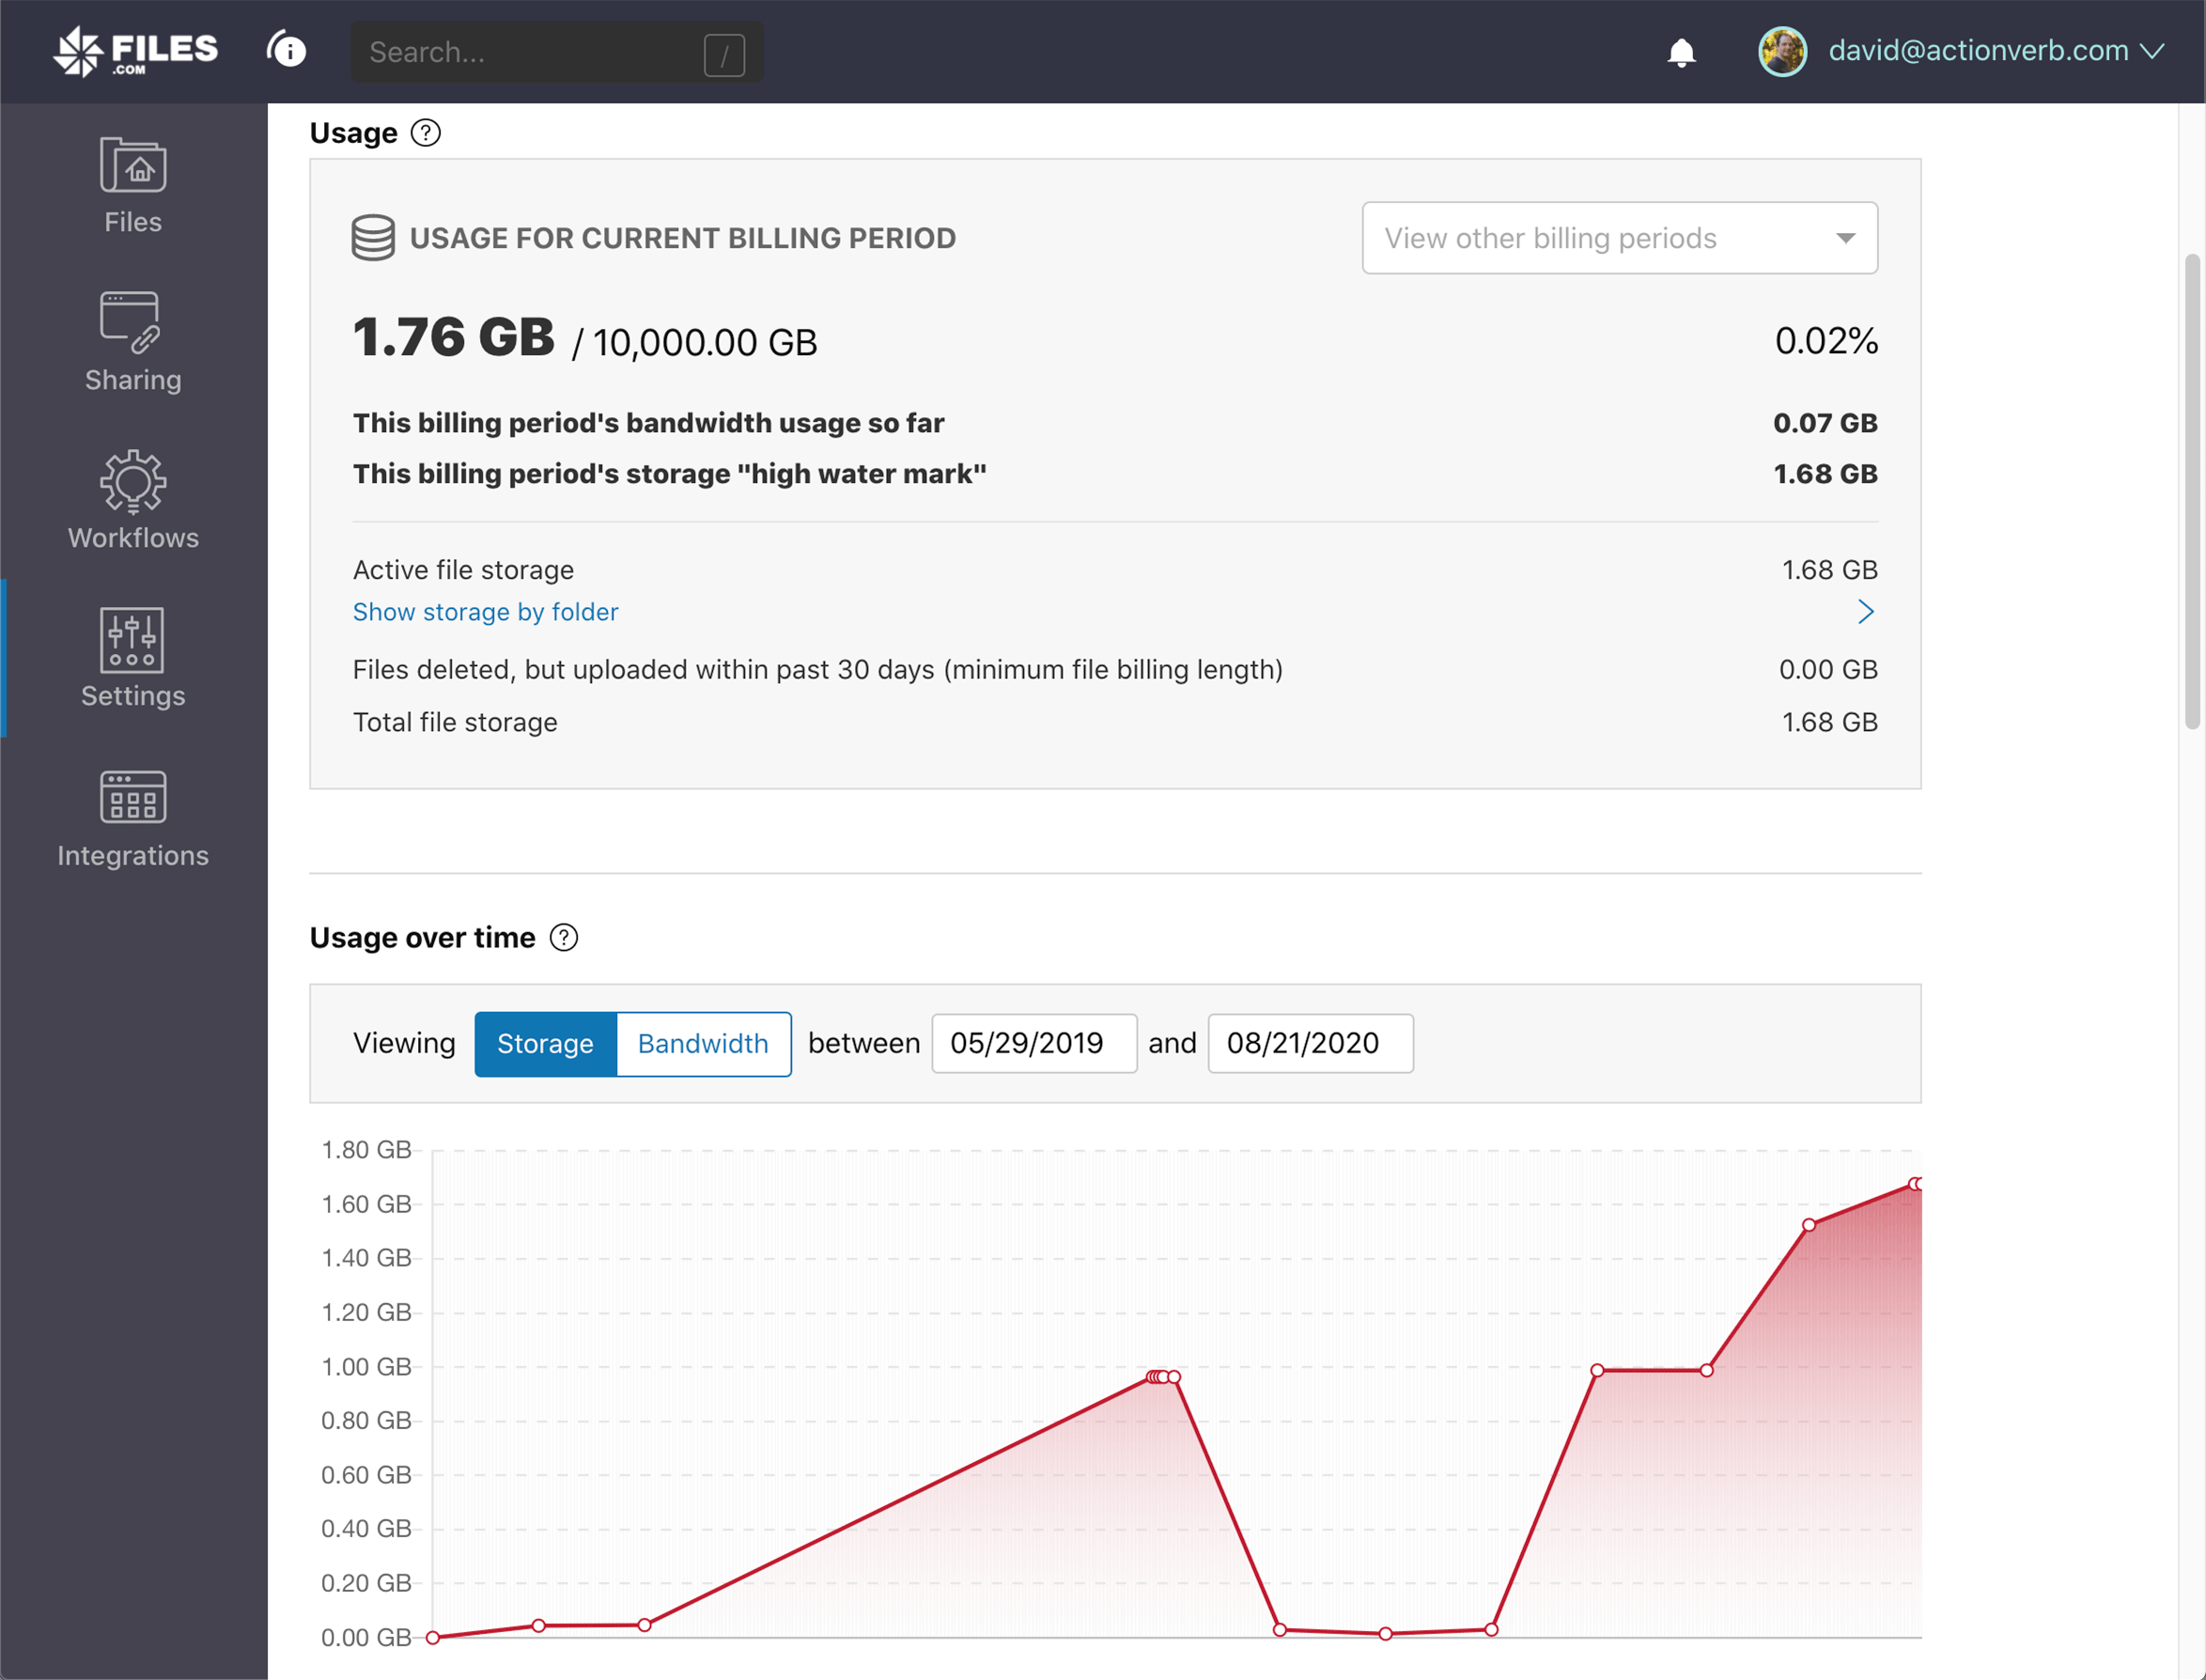 FILES
.COM
i
Search...
/
david@actionverb.com
Files
Sharing
Workflows
Settings
Integrations
Usage ?
USAGE FOR CURRENT BILLING PERIOD
View other billing periods
1.76 GB / 10,000.00 GB
0.02%
This billing period's bandwidth usage so far
0.07 GB
This billing period's storage "high water mark"
1.68 GB
Active file storage
1.68 GB
Show storage by folder
Files deleted, but uploaded within past 30 days (minimum file billing length)
0.00 GB
Total file storage
1.68 GB
Usage over time ?
Viewing Storage Bandwidth between 05/29/2019 and 08/21/2020
1.80 GB
1.60 GB
1.40 GB
1.20 GB
1.00 GB
0.80 GB
0.60 GB
0.40 GB
0.20 GB
0.00 GB